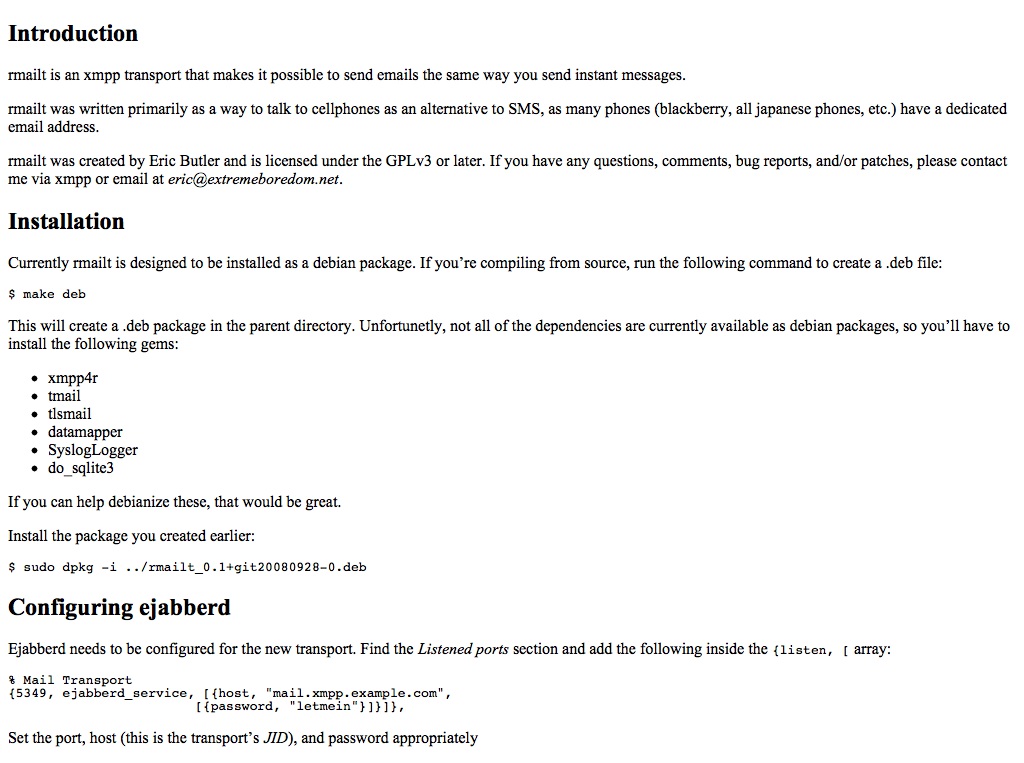 Introduction
rmailt is an xmpp transport that makes it possible to send emails the same way you send instant messages.
rmailt was written primarily as a way to talk to cellphones as an alternative to SMS, as many phones (blackberry, all japanese phones, etc.) have a dedicated
email address.
rmailt was created by Eric Butler and is licensed under the GPLv3 or later. If you have any questions, comments, bug reports, and/or patches, please contact
me via xmpp or email at eric@extremeboredom.net.
Installation
Currently rmailt is designed to be installed as a debian package. If you’re compiling from source, run the following command to create a .deb file:
$ make deb
This will create a .deb package in the parent directory. Unfortunetly, not all of the dependencies are currently available as debian packages, so you’ll have to
install the following gems:
• xmpp4r
• tmail
• tlsmail
• datamapper
• SyslogLogger
• do_sqlite3
If you can help debianize these, that would be great.
Install the package you created earlier:
$ sudo dpkg -i ../rmailt_0.1+git20080928-0.deb
Configuring ejabberd
Ejabberd needs to be configured for the new transport. Find the Listened ports section and add the following inside the {listen, [ array:
% Mail Transport
{5349, ejabberd_service, [{host, "mail.xmpp.example.com",
[{password, "letmein"}]}]},
Set the port, host (this is the transport’s JID), and password appropriately